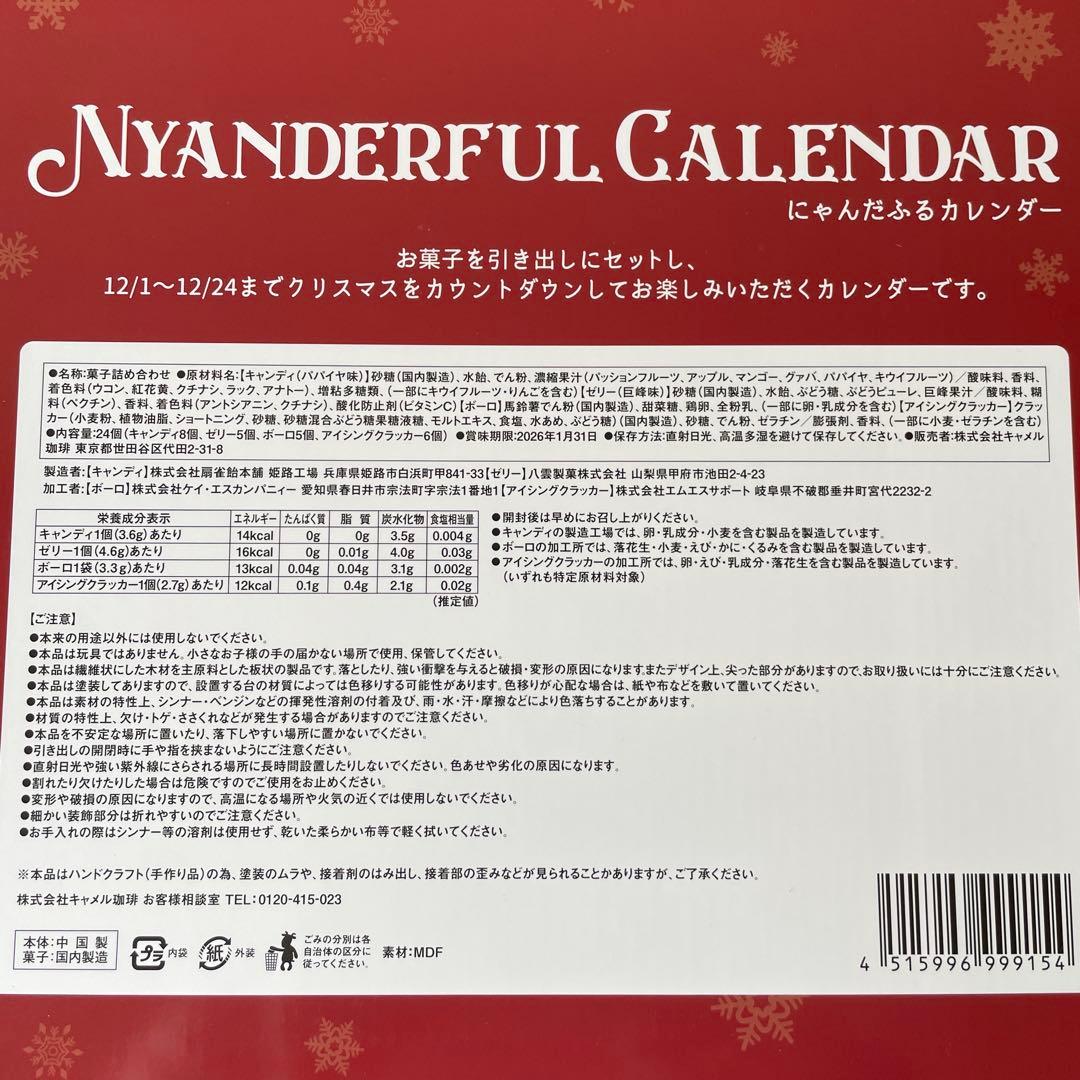 NYANDERFUL CALENDAR
にゃんだふるカレンダー
お菓子を引き出しにセットし、
12/1〜12/24までクリスマスをカウントダウンしてお楽しみいただくカレンダーです。
●名称:菓子詰め合わせ ●原材料名:【キャンディ(パパイヤ味)】砂糖(国内製造)、水飴、でん粉、濃縮果汁(パッションフルーツ、アップル、マンゴー、グァバ、パパイヤ、キウイフルーツ)／酸味料、香料、
着色料(ウコン、紅花黄、クチナシ、ラック、アナトー)、増粘多糖類、(一部にキウイフルーツ・りんごを含む)【ゼリー(巨峰味)】砂糖(国内製造)、水飴、ぶどう糖、ぶどうピューレ、巨峰果汁／酸味料、糊
料(ペクチン)、香料、着色料(アントシアニン、クチナシ)、酸化防止剤(ビタミンC)【ボーロ】馬鈴薯でん粉(国内製造)、甜菜糖、鶏卵、全粉乳、(一部に卵・乳成分を含む)【アイシングクラッカー】クラッ
カー(小麦粉、植物油脂、ショートニング、砂糖、砂糖混合ぶどう糖果糖液糖、モルトエキス、食塩、水あめ、ぶどう糖)(国内製造)、砂糖、でん粉、ゼラチン／膨張剤、香料、(一部に小麦・ゼラチンを含む)
●内容量:24個(キャンディ8個、ゼリー5個、ボーロ5個、アイシングクラッカー6個) ●賞味期限:2026年1月31日 ●保存方法:直射日光、高温多湿を避けて保存してください。●販売者:株式会社キャメル
珈琲 東京都世田谷区代田2-31-8
製造者:【キャンディ】株式会社扇雀飴本舗 姫路工場 兵庫県姫路市白浜町甲841-33【ゼリー】八雲製菓株式会社 山梨県甲府市池田2-4-23
加工者:【ボーロ】株式会社ケイ・エスカンパニィー 愛知県春日井市宗法町字宗法1番地1【アイシングクラッカー】株式会社エムエスサポート 岐阜県不破郡垂井町宮代2232-2
栄養成分表示 エネルギー たんぱく質 脂質 炭水化物 食塩相当量
キャンディ1個(3.6g)あたり 14kcal 0g 0g 3.5g 0.004g
ゼリー1個(4.6g)あたり 16kcal 0g 0.01g 4.0g 0.03g
ボーロ1袋(3.3g)あたり 13kcal 0.04g 0.04g 3.1g 0.002g
アイシングクラッカー1個(2.7g)あたり 12kcal 0.1g 0.4g 2.1g 0.02g
(推定値)
●開封後は早めにお召し上がりください。
●キャンディの製造工場では、卵・乳成分・小麦を含む製品を製造しています。
●ボーロの加工所では、落花生・小麦・えび・かに・くるみを含む製品を製造しています。
●アイシングクラッカーの加工所では、卵・えび・乳成分・落花生を含む製品を製造しています。
(いずれも特定原材料対象)
【ご注意】
●本来の用途以外には使用しないでください。
●本品は玩具ではありません。小さなお子様の手の届かない場所で使用、保管してください。
●本品は繊維状にした木材を主原料とした板状の製品です。落としたり、強い衝撃を与えると破損・変形の原因になります。またデザイン上、尖った部分がありますので、お取り扱いには十分にご注意ください。
●本品は塗装してありますので、設置する台の材質によっては色移りする可能性があります。色移りが心配な場合は、紙や布などを敷いて置いてください。
●本品は素材の特性上、シンナー・ベンジンなどの揮発性溶剤の付着及び、雨・水・汗・摩擦などにより色落ちすることがあります。
●材質の特性上、欠け・トゲ・ささくれなどが発生する場合がありますのでご注意ください。
●本品を不安定な場所に置いたり、落下しやすい場所に置かないでください。
●引き出しの開閉時に手や指を挟まないようにご注意ください。
●直射日光や強い紫外線にさらされる場所に長時間設置したりしないでください。色あせや劣化の原因になります。
●割れたり欠けたりした場合は危険ですのでご使用をお止めください。
●変形や破損の原因になりますので、高温になる場所や火気の近くでは使用しないでください。
●細かい装飾部分は折れやすいのでご注意ください。
●お手入れの際はシンナー等の溶剤は使用せず、乾いた柔らかい布等で軽く拭いてください。
※本品はハンドクラフト(手作り品)の為、塗装のムラや、接着剤のはみ出し、接着部の歪みなどが見られることがありますが、ご了承ください。
株式会社キャメル珈琲 お客様相談室 TEL:0120-415-023
本体:中国製
菓子:国内製造
プラ 内袋
紙 外装
ごみの分別は各
自治体の区分に
従ってください。
素材:MDF
4 515996 999154